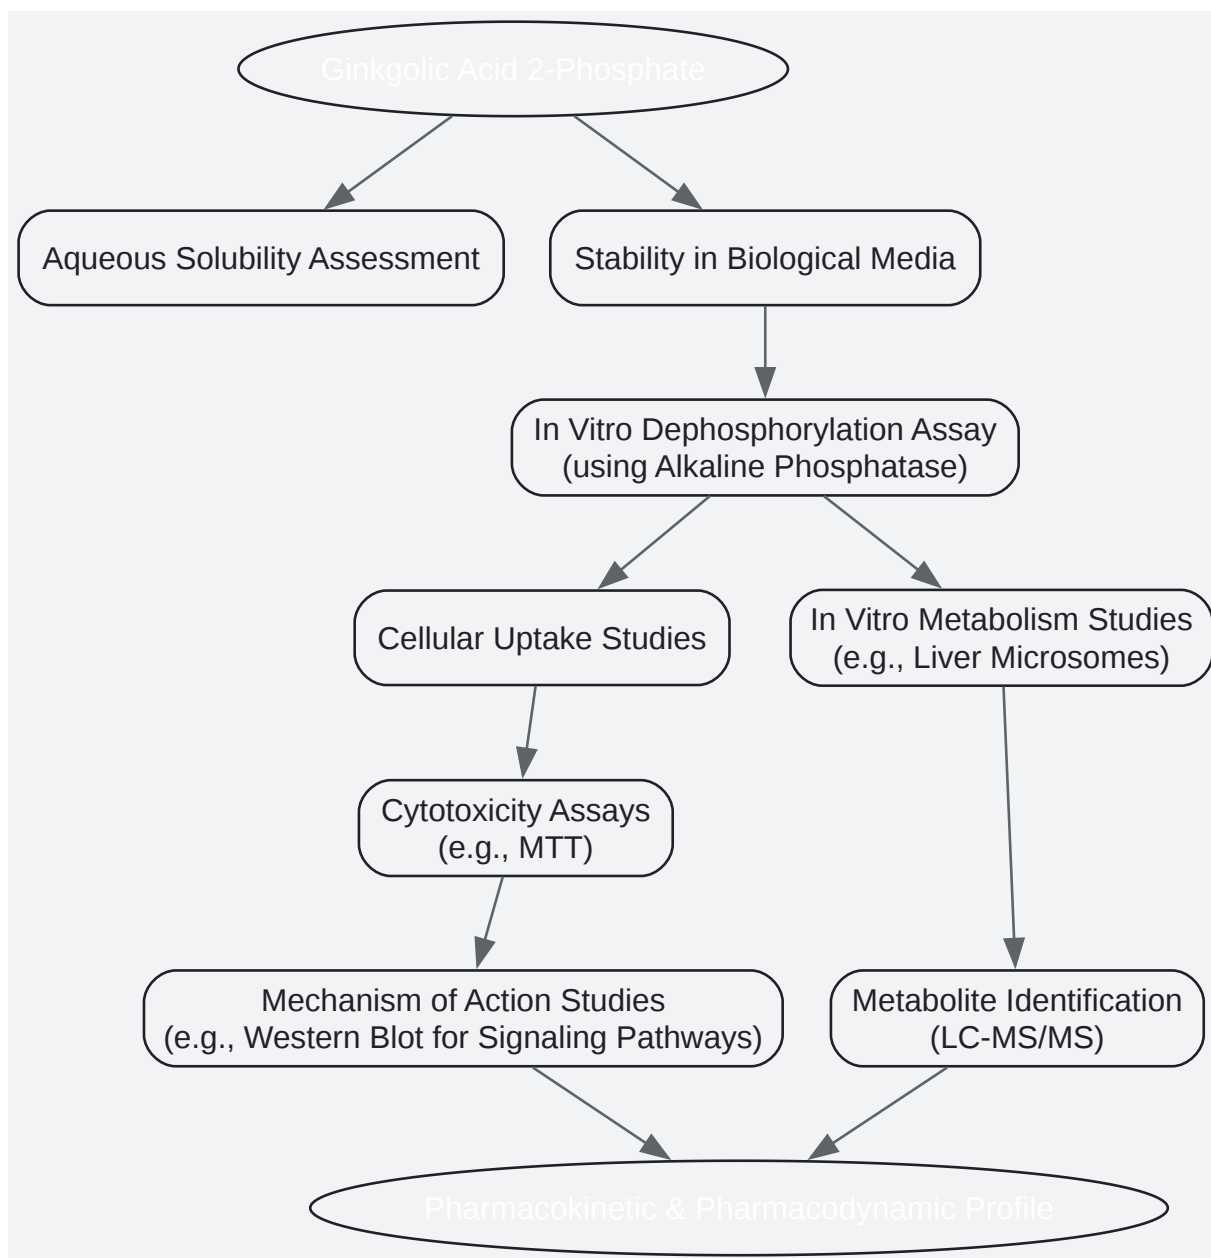 Ginkgolic Acid 2-Phosphate
Aqueous Solubility Assessment
Stability in Biological Media
In Vitro Dephosphorylation Assay
(using Alkaline Phosphatase)
Cellular Uptake Studies
In Vitro Metabolism Studies
(e.g., Liver Microsomes)
Cytotoxicity Assays
(e.g., MTT)
Mechanism of Action Studies
(e.g., Western Blot for Signaling Pathways)
Metabolite Identification
(LC-MS/MS)
Pharmacokinetic & Pharmacodynamic Profile